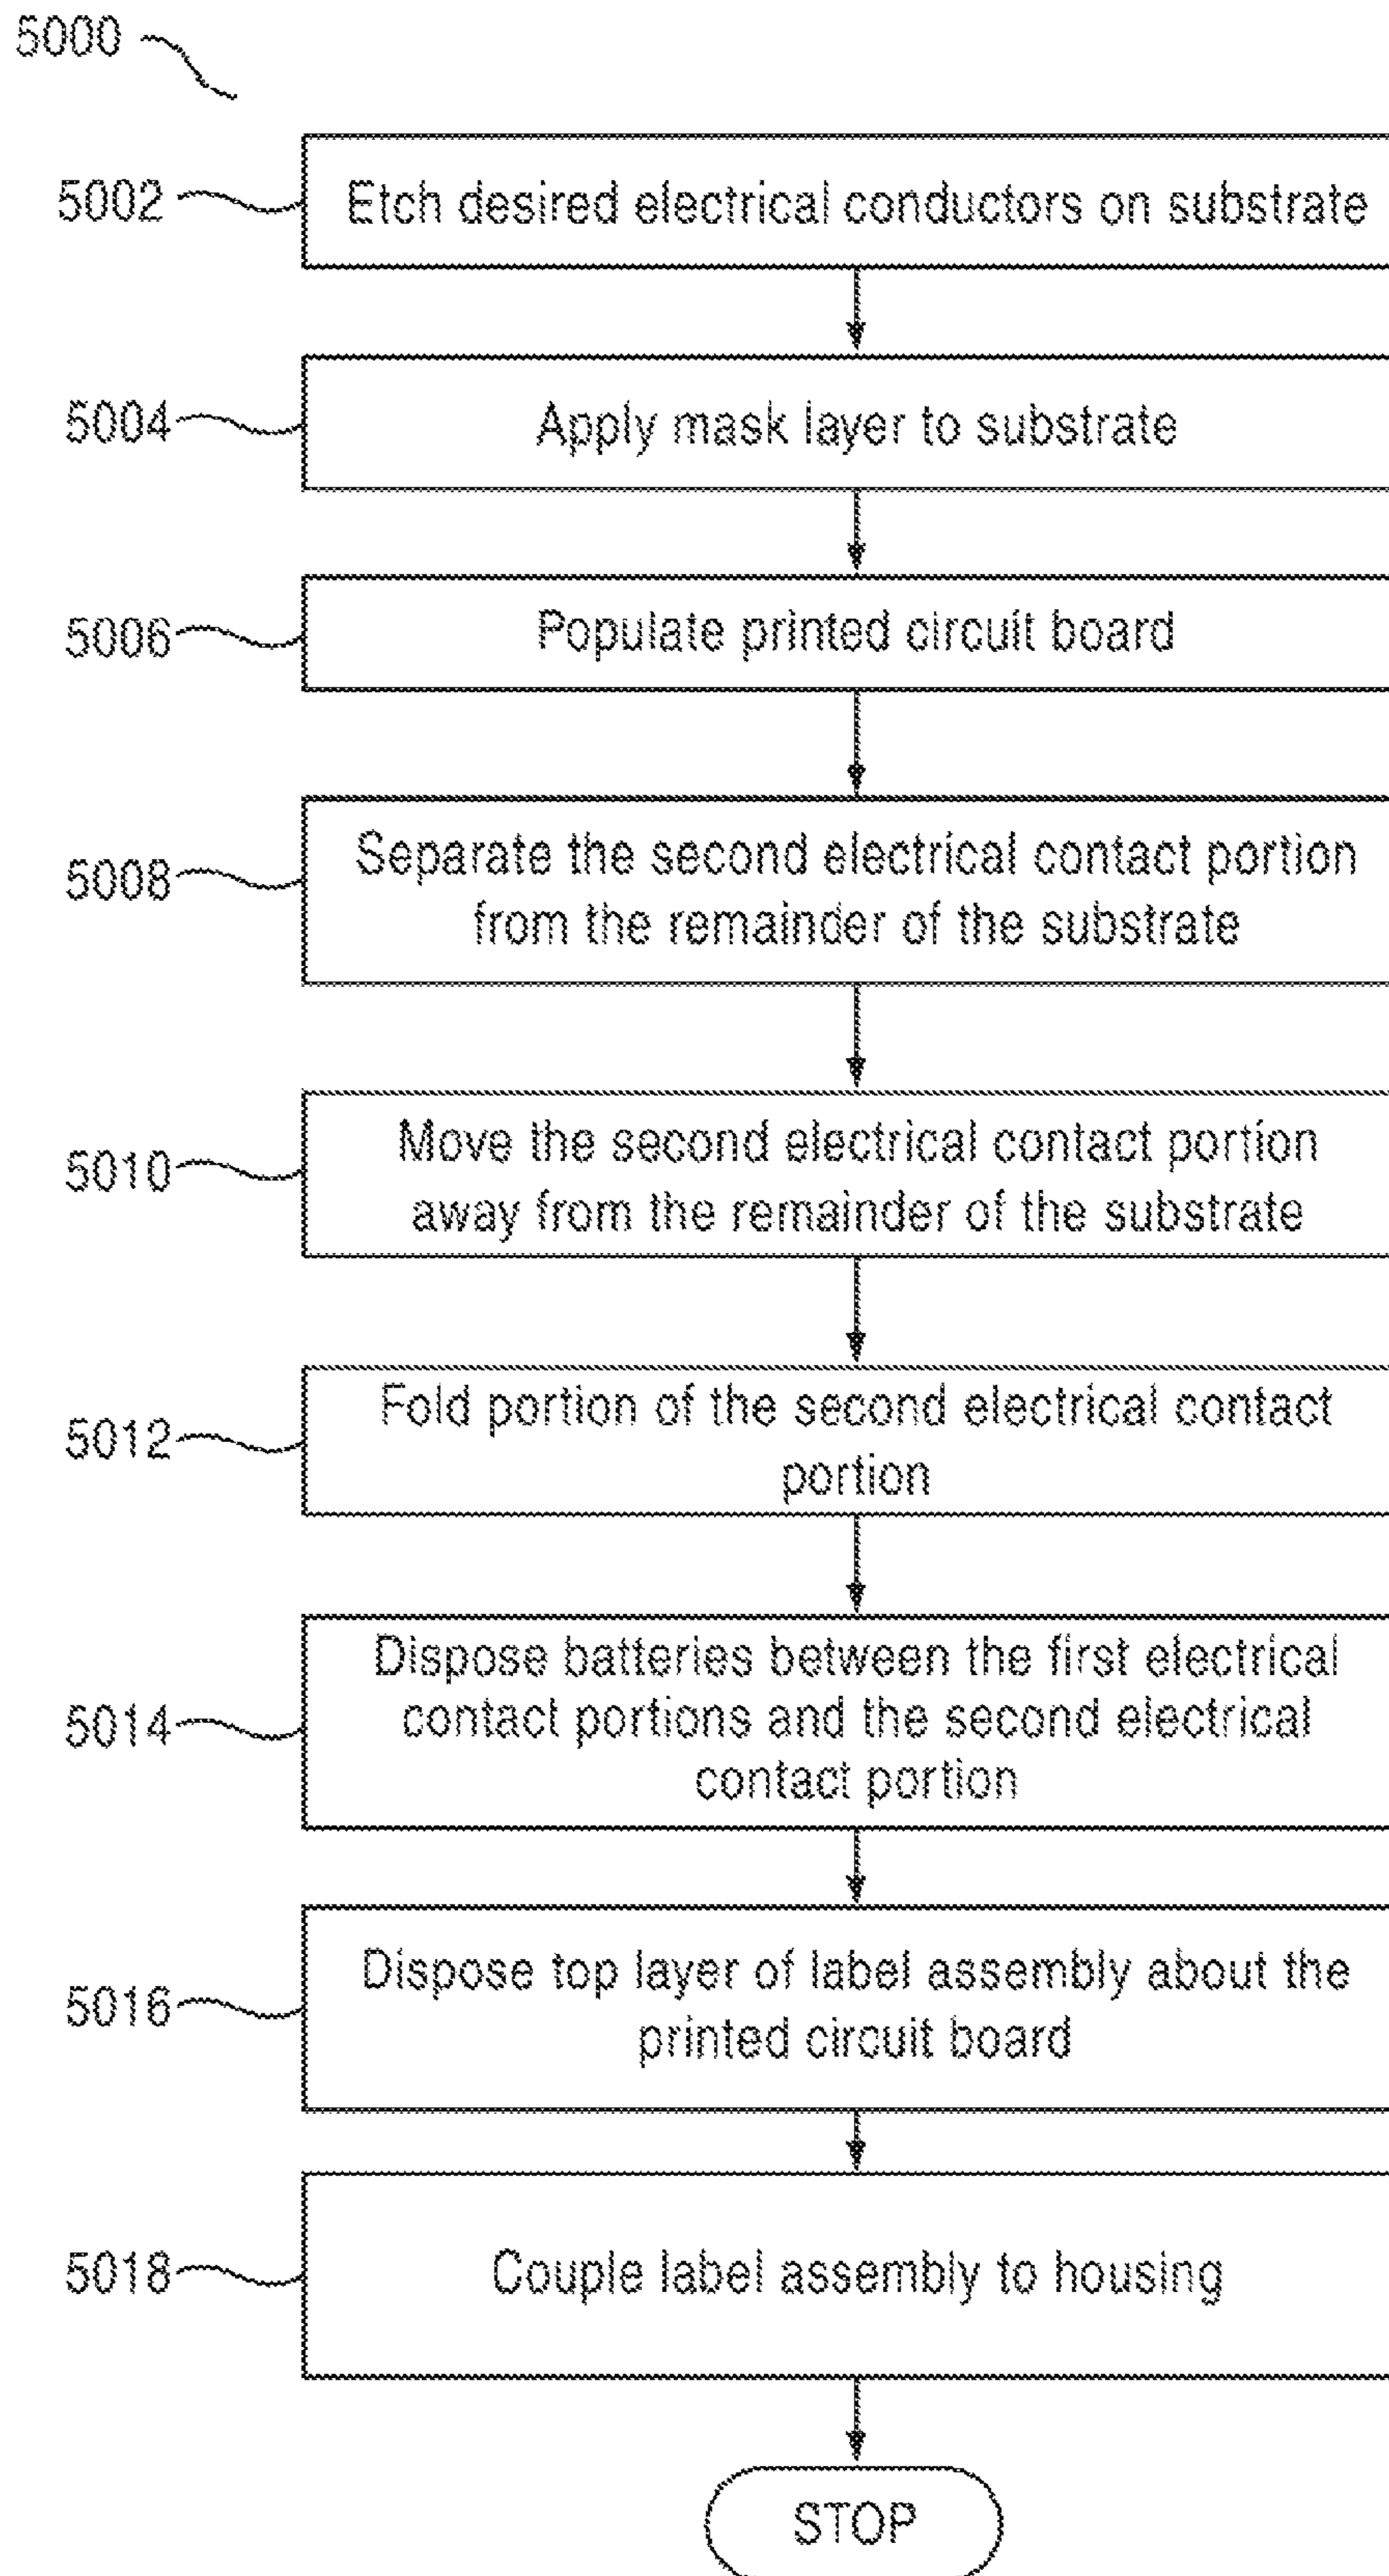 5000
5002
Etch desired electrical conductors on substrate
5004
Apply mask layer to substrate
5006
Populate printed circuit board
5008
Separate the second electrical contact portion
from the remainder of the substrate
5010
Move the second electrical contact portion
away from the remainder of the substrate
5012
Fold portion of the second electrical contact
portion
5014
Dispose batteries between the first electrical
contact portions and the second electrical
contact portion
5016
Dispose top layer of label assembly about the
printed circuit board
5018
Couple label assembly to housing
STOP